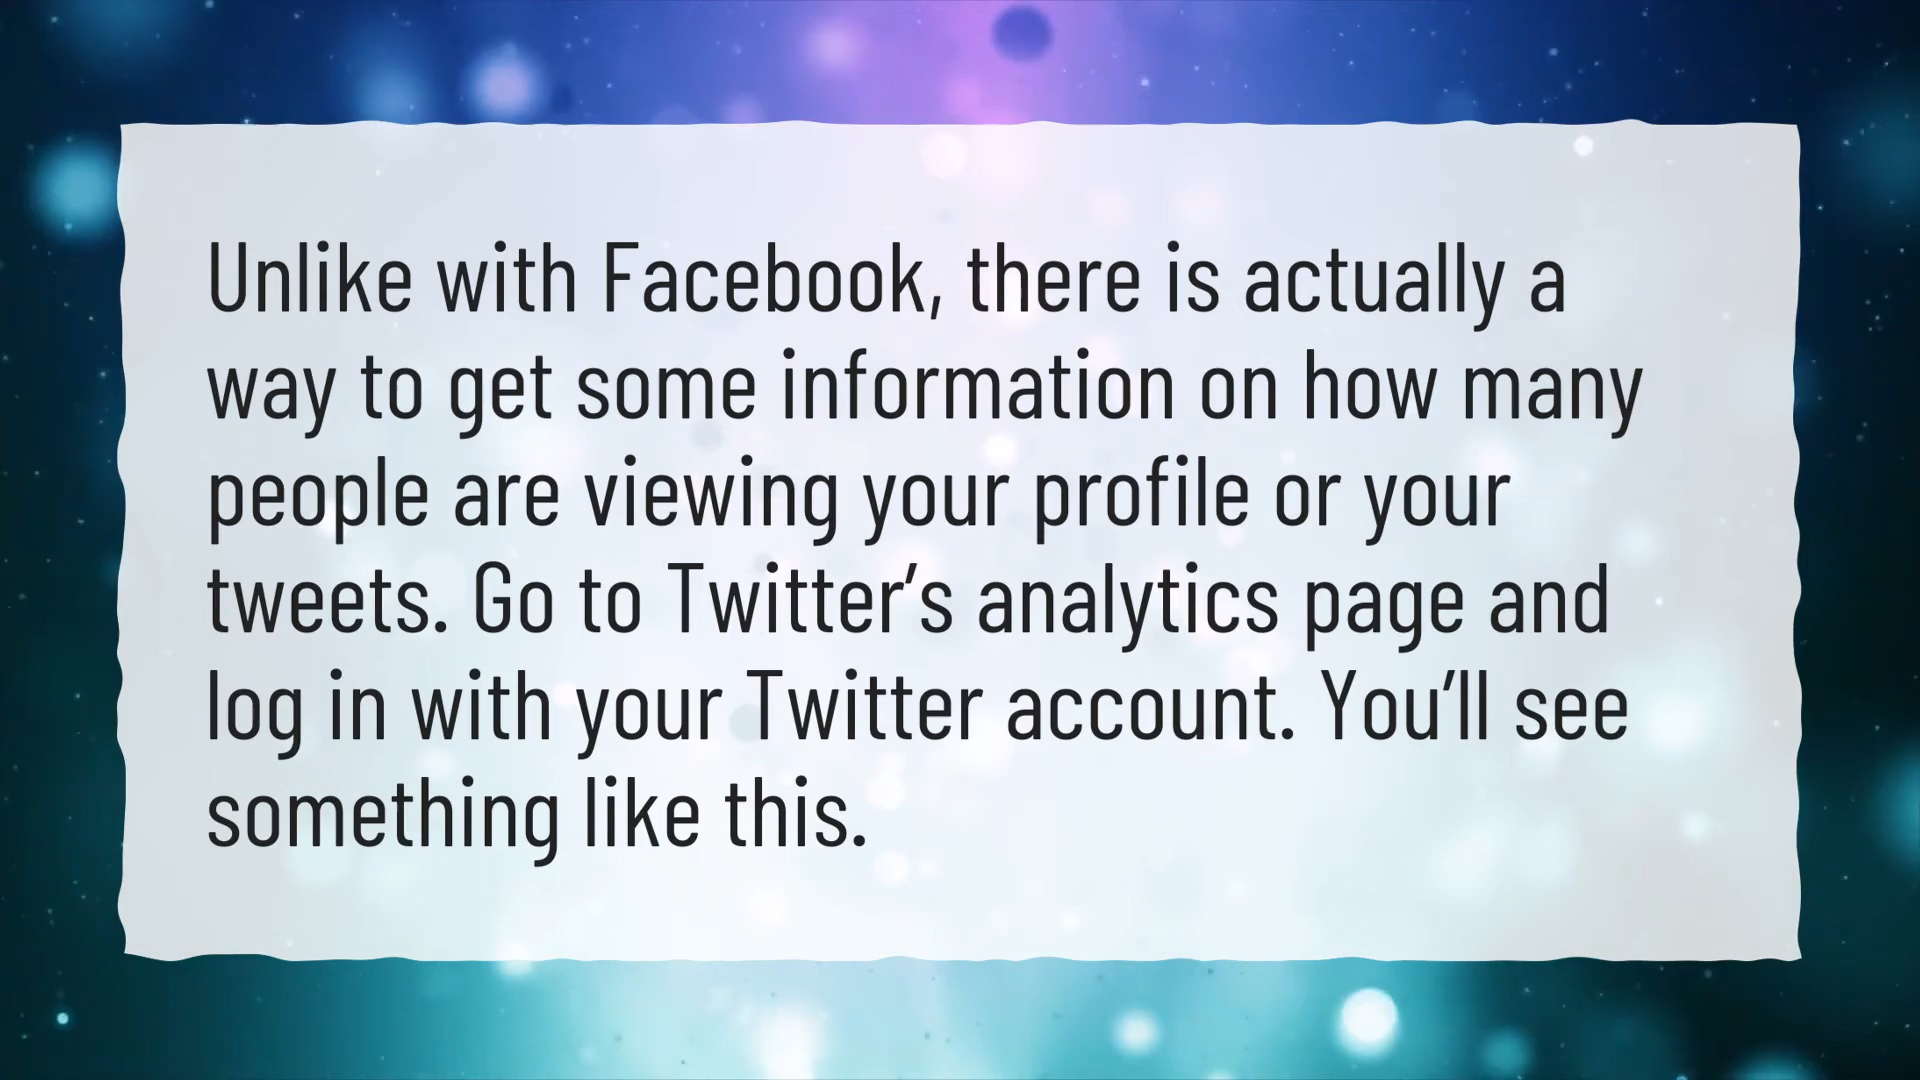 Unlike with Facebook, there is actually a
way to get some information on how many
people are viewing your profile or your
tweets. Go to Twitter’s analytics page and
log in with your Twitter account. You’ll see
something like this.